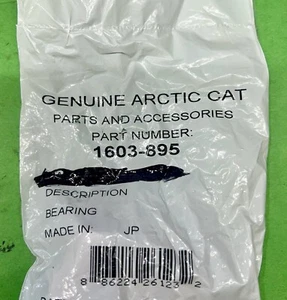 GENUINE ARCTIC CAT
PARTS AND ACCESSORIES
PART NUMBER:
1603-895
DESCRIPTION
BEARING
MADE IN: JP
8 86224 26123 2